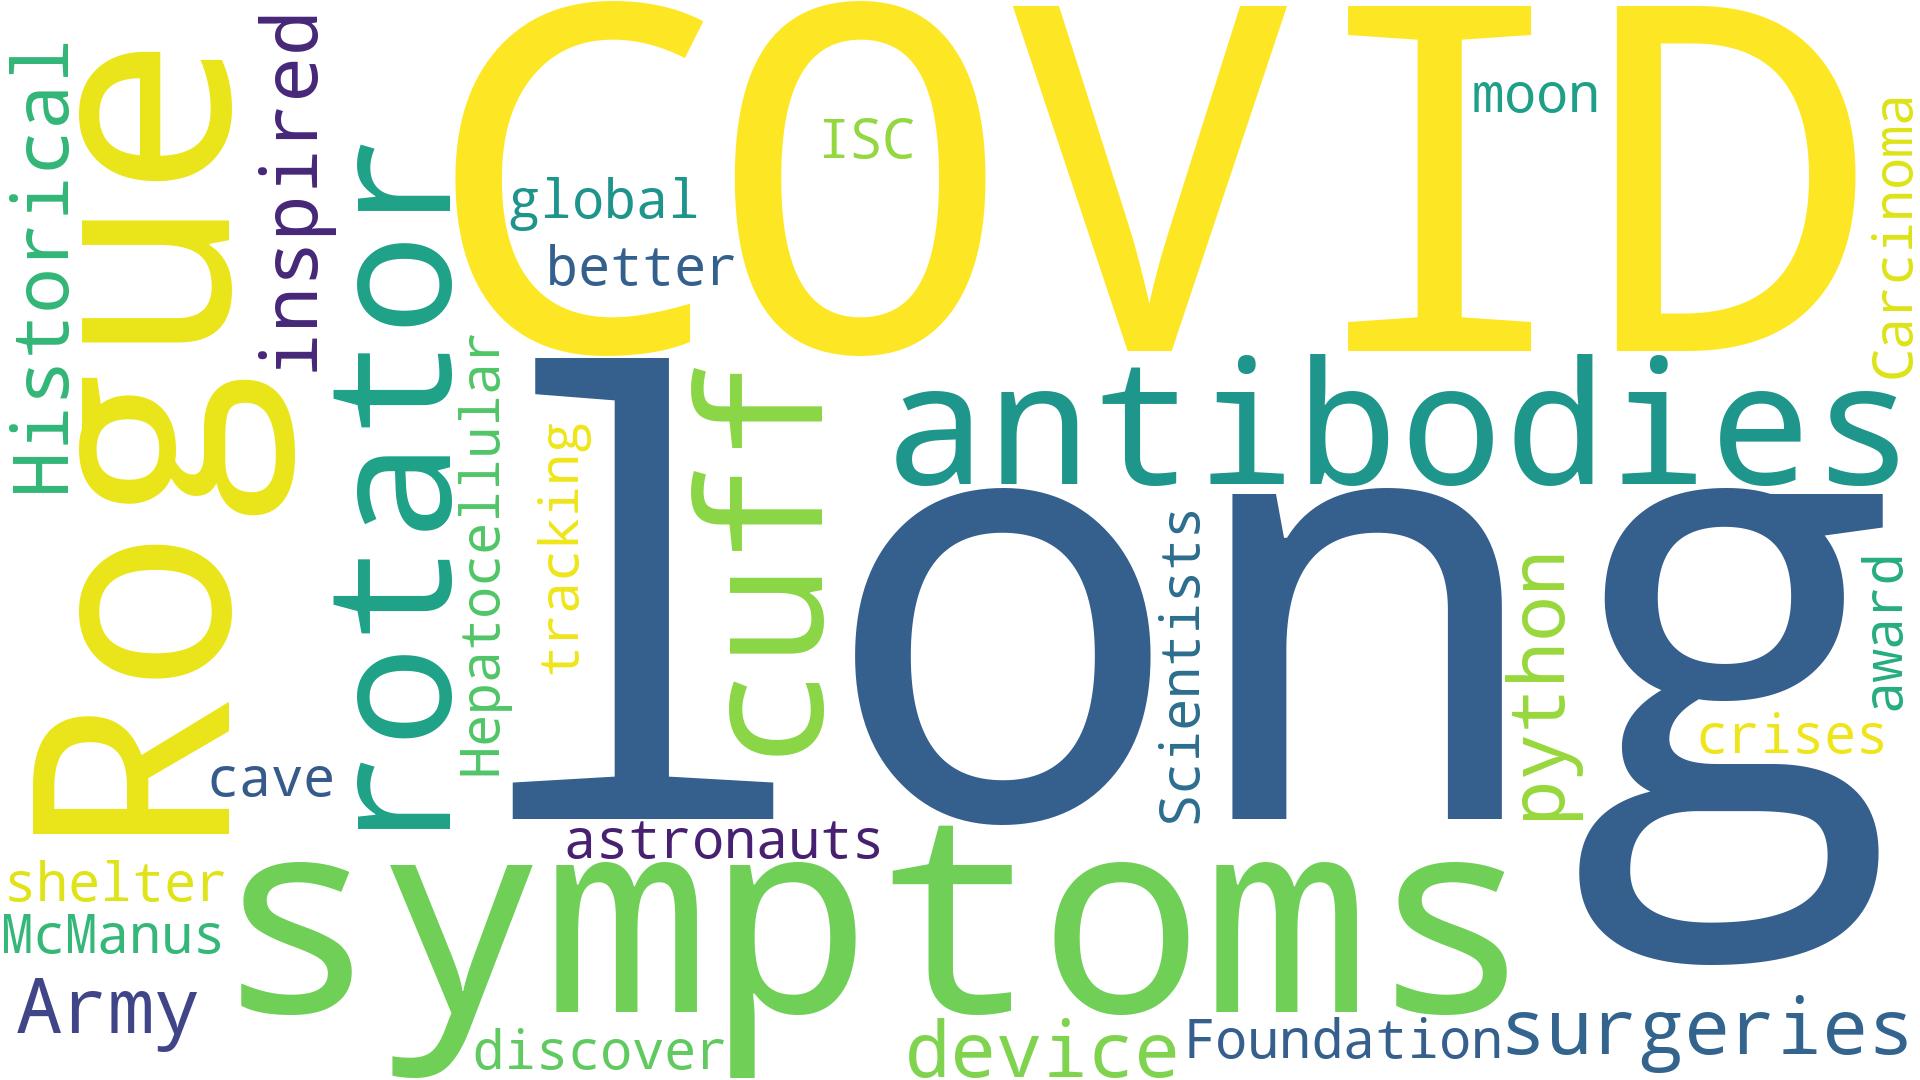 COVID
long
symptoms
Rogue
antibodies
rotator
cuff
Historical
inspired
ISC
moon
global
better
Carcinoma
Hepatocellular
tracking
Scientists
python
award
crises
cave
astronauts
shelter
McManus
Army
discover
device
Foundation
surgeries